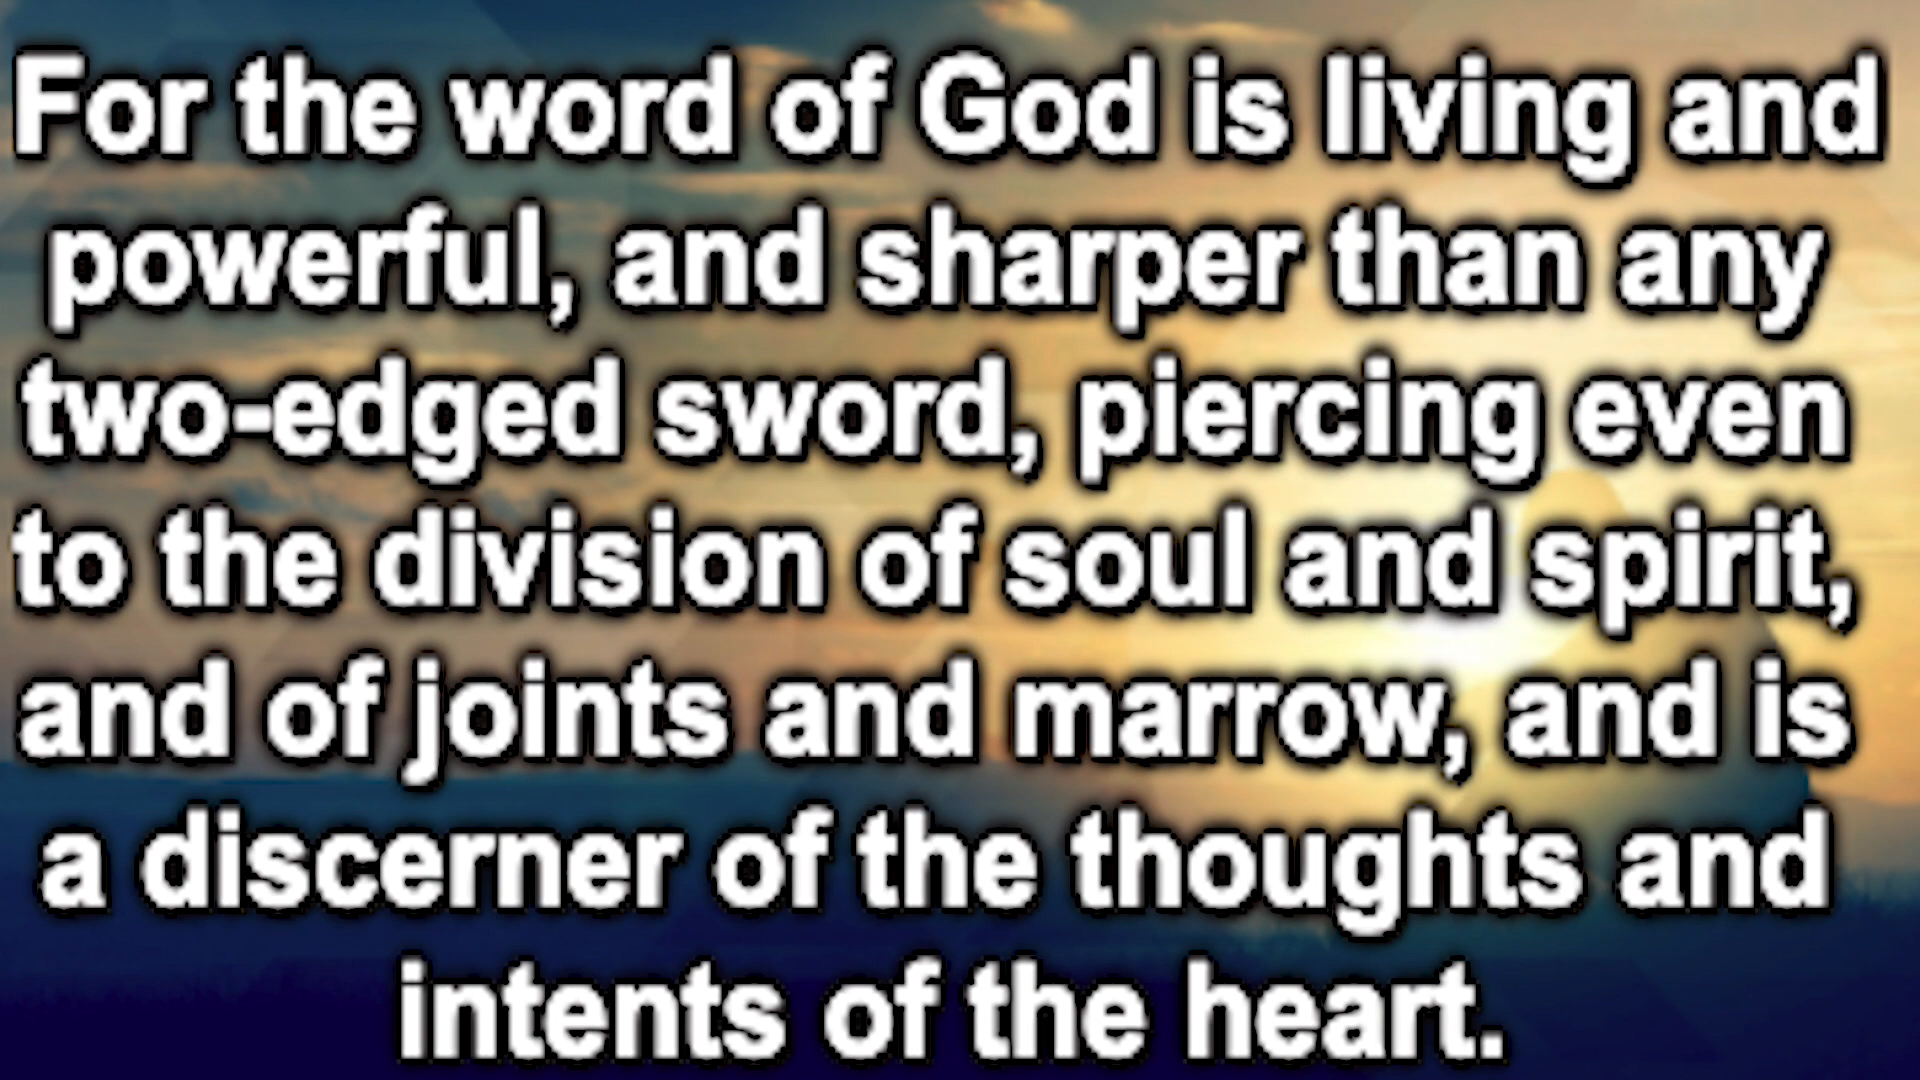 For the word of God is living and
powerful, and sharper than any
two-edged sword, piercing even
to the division of soul and spirit,
and of joints and marrow, and is
a discerner of the thoughts and
intents of the heart.